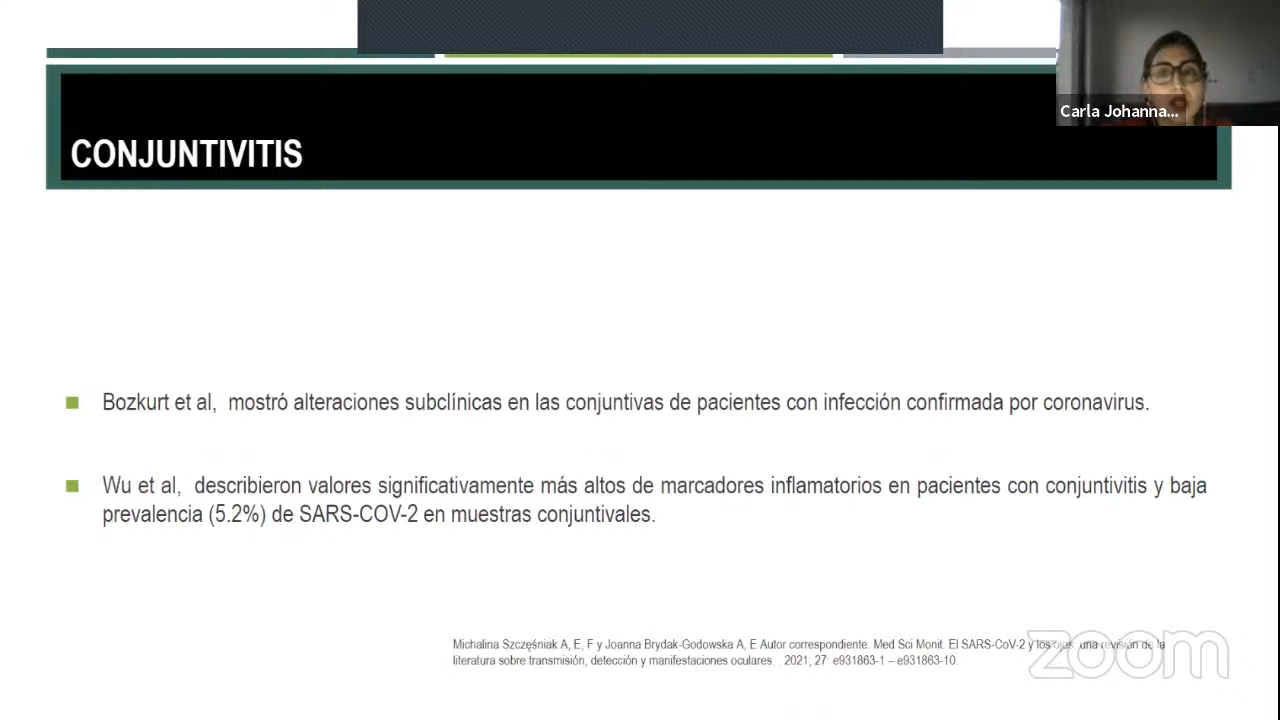 Carla Johanna...
CONJUNTIVITIS
Bozkurt et al, mostró alteraciones subclínicas en las conjuntivas de pacientes con infección confirmada por coronavirus.
Wu et al, describieron valores significativamente más altos de marcadores inflamatorios en pacientes con conjuntivitis y baja
prevalencia (5.2%) de SARS-COV-2 en muestras conjuntivales.
Michalina Szczęśniak A, E, F y Joanna Brydak-Godowska A, E Autor correspondiente. Med Sci Monit. El SARS-CoV-2 y los ojos: una revisión de la
literatura sobre transmisión, detección y manifestaciones oculares. . 2021; 27: e931863-1 – e931863-10.
zoom